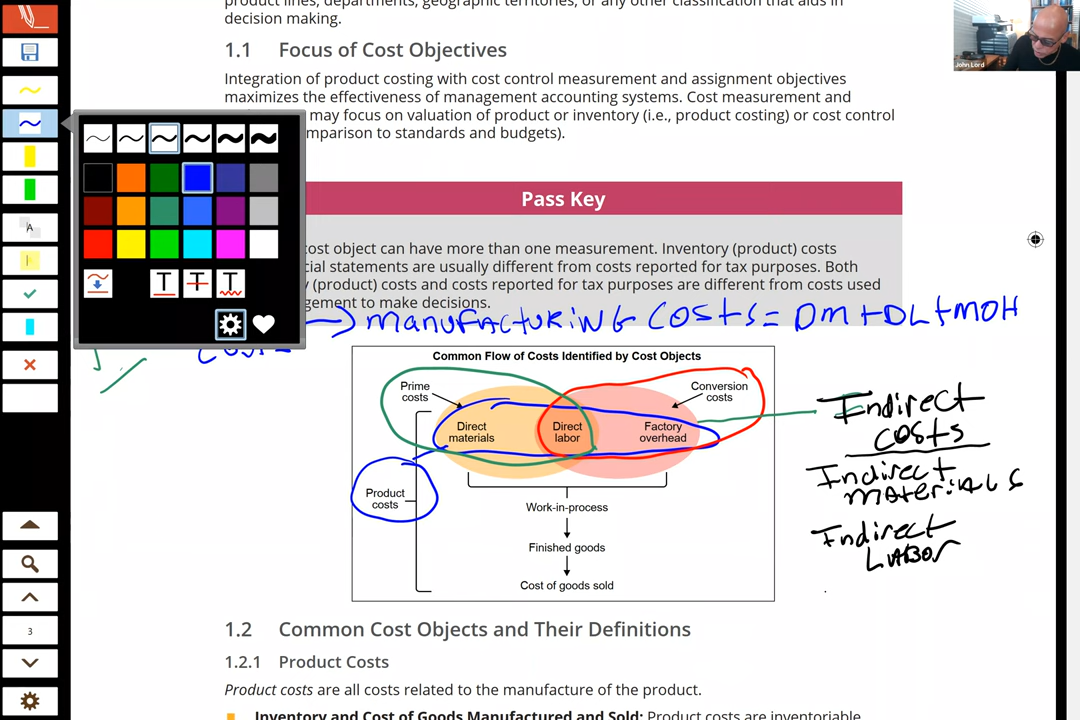 product lines, departments, geographic territories, or any other classification that aids in
decision making.
John Lord
1.1 Focus of Cost Objectives
Integration of product costing with cost control measurement and assignment objectives
maximizes the effectiveness of management accounting systems. Cost measurement and
may focus on valuation of product or inventory (i.e., product costing) or cost control
mparison to standards and budgets).
Pass Key
cost object can have more than one measurement. Inventory (product) costs
cial statements are usually different from costs reported for tax purposes. Both
y (product) costs and costs reported for tax purposes are different from costs used
gement to make decisions.
→ MANUFACTURING COSTS = DM+DL+MOH
Common Flow of Costs Identified by Cost Objects
Prime
costs
Conversion
costs
Direct
materials
Direct
labor
Factory
overhead
Product
costs
Work-in-process
Finished goods
Cost of goods sold
Indirect
costs
Indirect
materials
Indirect
LABOR
1.2 Common Cost Objects and Their Definitions
1.2.1 Product Costs
Product costs are all costs related to the manufacture of the product.
Inventory and Cost of Goods Manufactured and Sold: Product costs are inventoriable
A
T T T
3